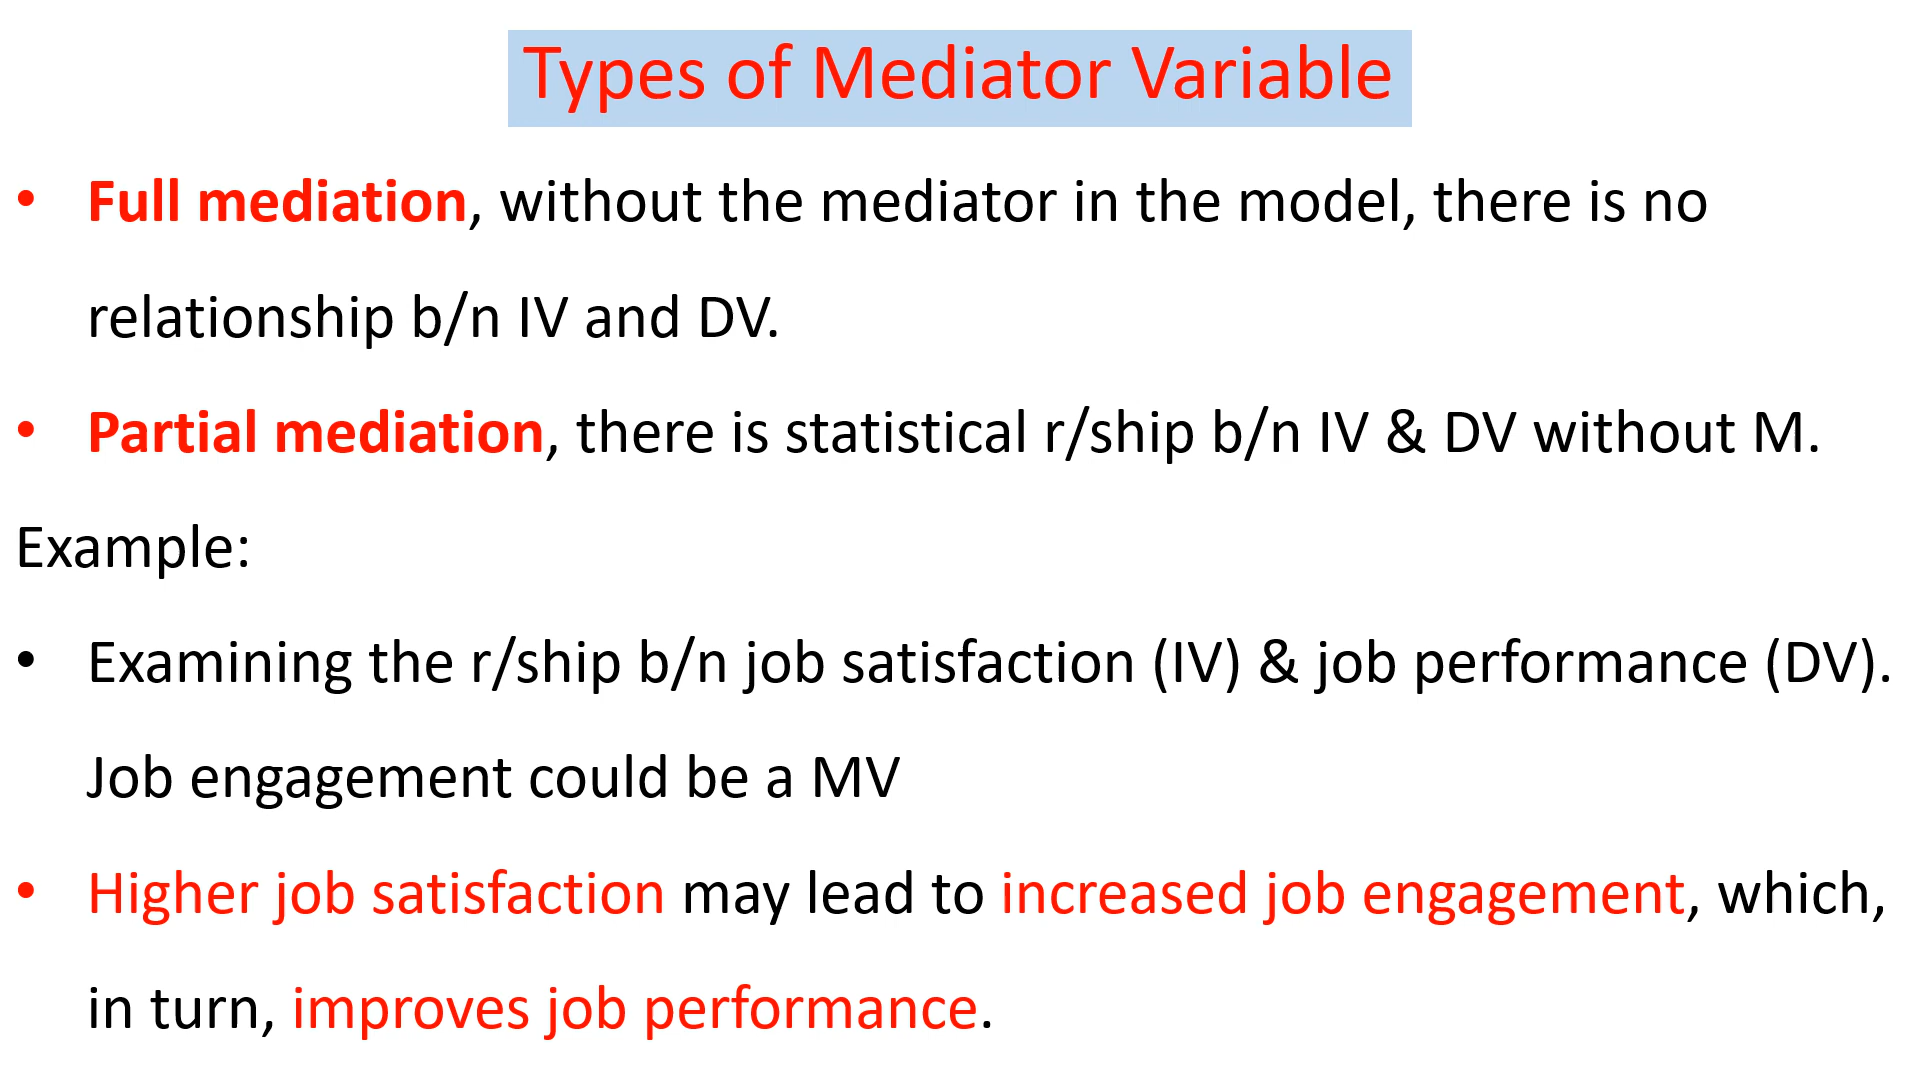 Types of Mediator Variable
• Full mediation, without the mediator in the model, there is no
relationship b/n IV and DV.
• Partial mediation, there is statistical r/ship b/n IV & DV without M.
Example:
• Examining the r/ship b/n job satisfaction (IV) & job performance (DV).
Job engagement could be a MV
• Higher job satisfaction may lead to increased job engagement, which,
in turn, improves job performance.